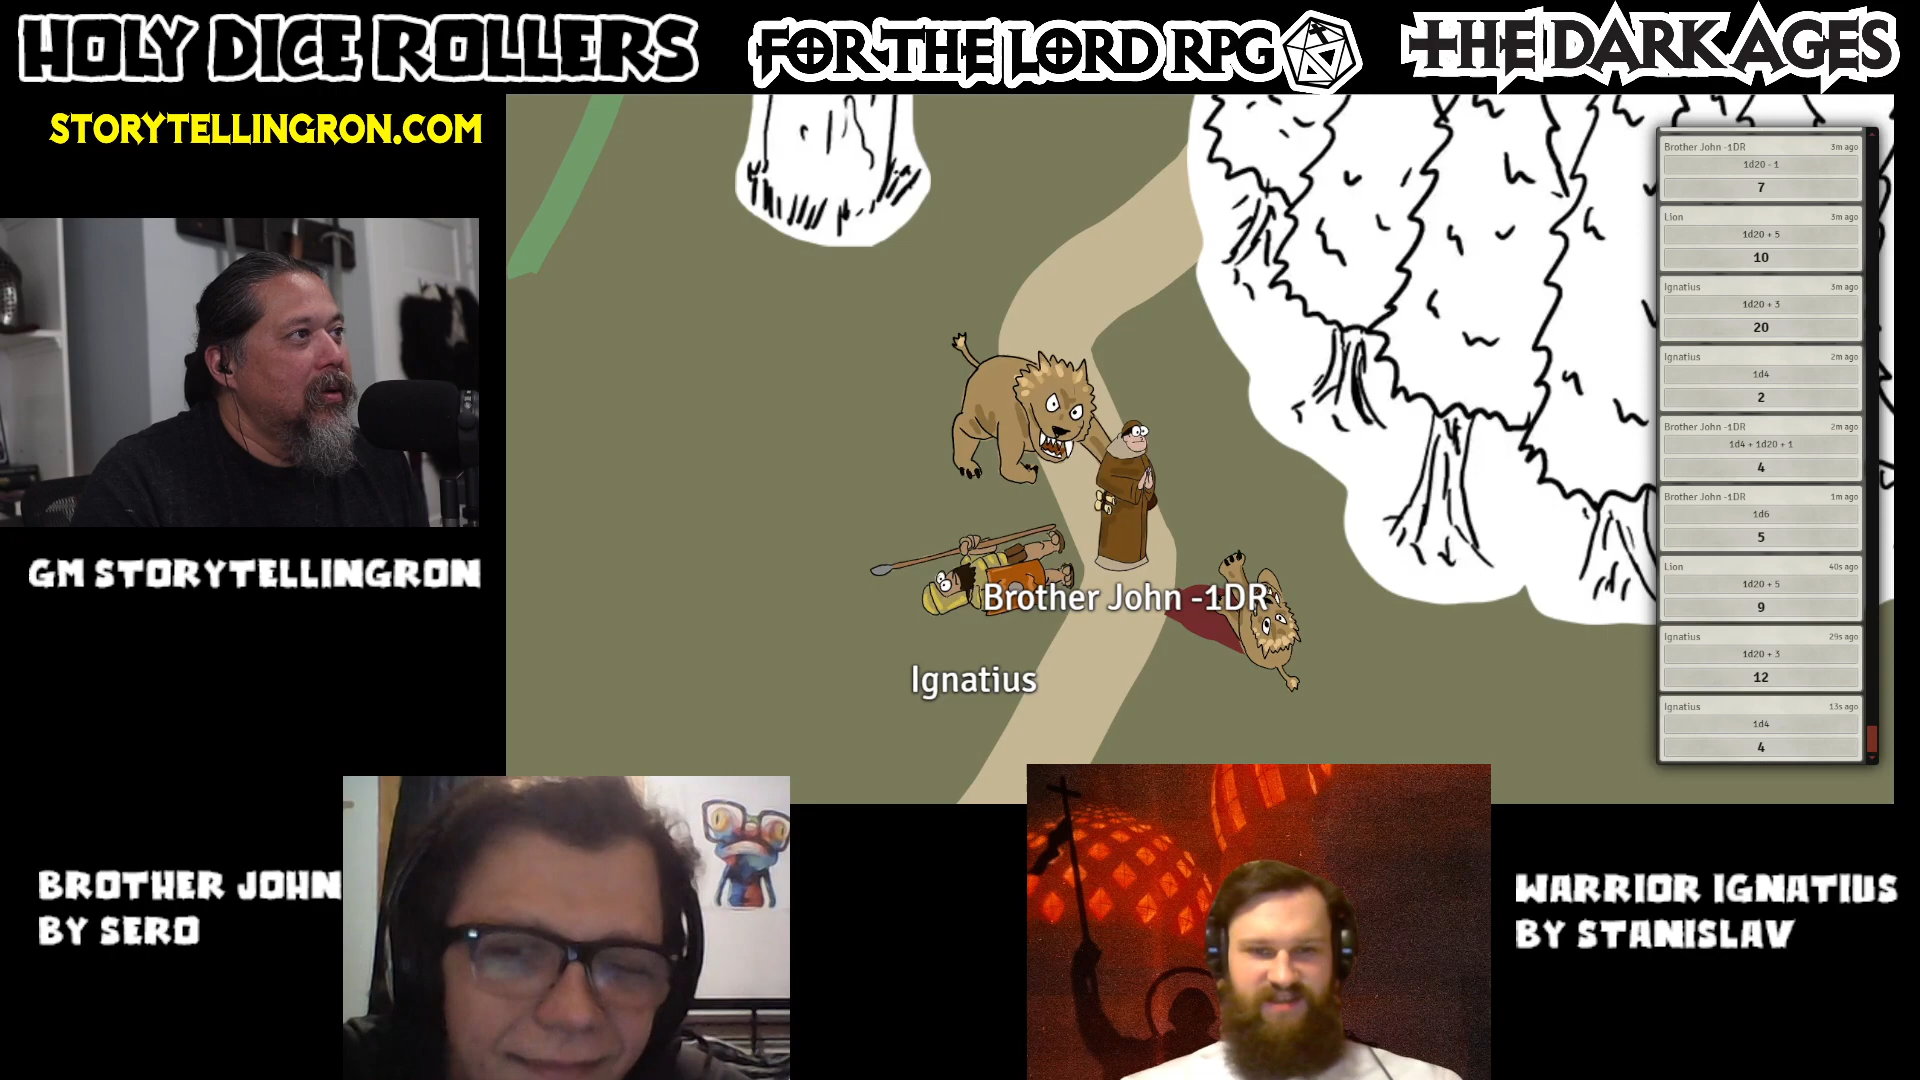 HOLY DICE ROLLERS
FOR THE LORD RPG
THE DARK AGES
STORYTELLINGRON.COM
GM STORYTELLINGRON
BROTHER JOHN
BY SERO
WARRIOR IGNATIUS
BY STANISLAV
Brother John -1DR
Ignatius
Brother John -1DR 3m ago
1d20 - 1
7
Lion 3m ago
1d20 + 5
10
Ignatius 3m ago
1d20 + 3
20
Ignatius 2m ago
1d4
2
Brother John -1DR 2m ago
1d4 + 1d20 + 1
4
Brother John -1DR 1m ago
1d6
5
Lion 40s ago
1d20 + 5
9
Ignatius 29s ago
1d20 + 3
12
Ignatius 13s ago
1d4
4